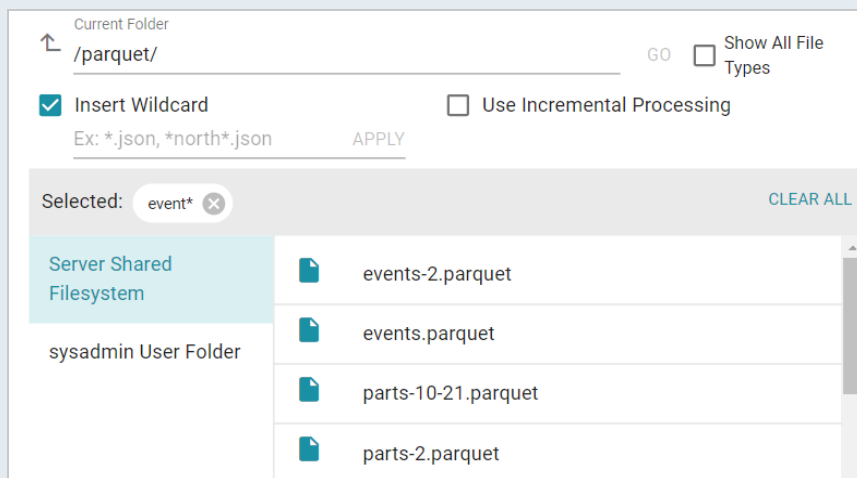 Current Folder
/parquet/
GO
Show All File
Types
Insert Wildcard
Use Incremental Processing
Ex: *.json, *north*.json
APPLY
Selected:
event*
CLEAR ALL
Server Shared
Filesystem
sysadmin User Folder
events-2.parquet
events.parquet
parts-10-21.parquet
parts-2.parquet